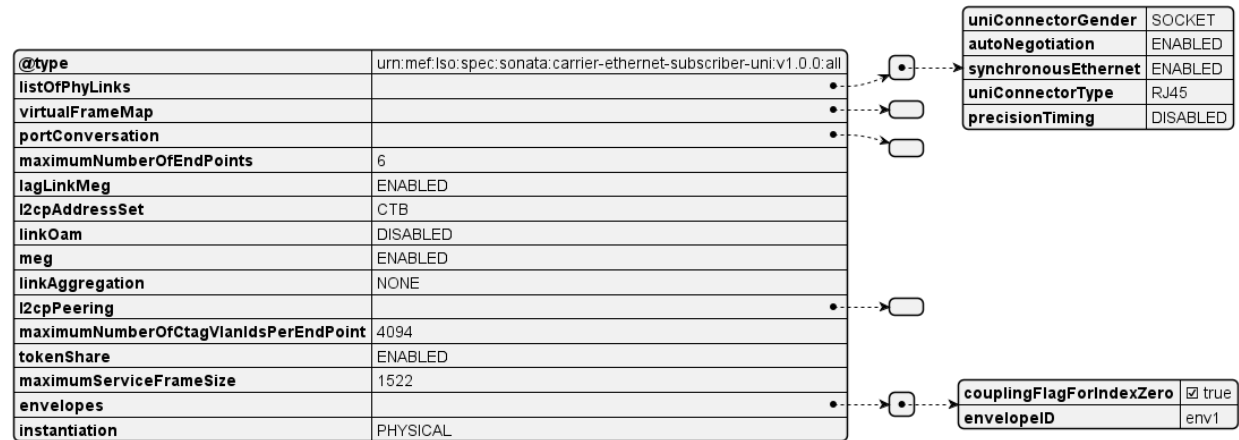 @type urn:mef:lso:spec:sonata:carrier-ethernet-subscriber-uni:v1.0.0:all
listOfPhyLinks
virtualFrameMap
portConversation
maximumNumberOfEndPoints 6
lagLinkMeg ENABLED
l2cpAddressSet CTB
linkOam DISABLED
meg ENABLED
linkAggregation NONE
l2cpPeering
maximumNumberOfCtagVlanIdsPerEndPoint 4094
tokenShare ENABLED
maximumServiceFrameSize 1522
envelopes
instantiation PHYSICAL
uniConnectorGender SOCKET
autoNegotiation ENABLED
synchronousEthernet ENABLED
uniConnectorType RJ45
precisionTiming DISABLED
couplingFlagForIndexZero ☑ true
envelopeID env1